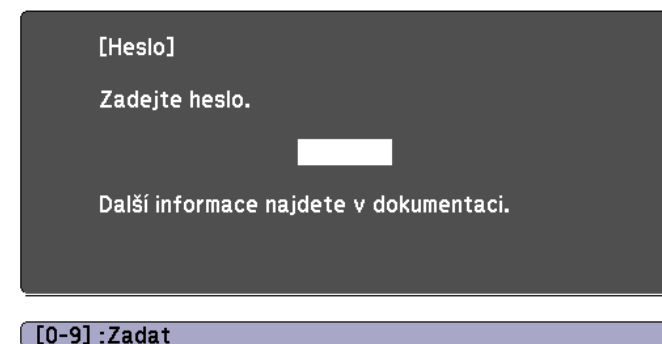 [Heslo]
Zadejte heslo.
Další informace najdete v dokumentaci.
[0-9] :Zadat